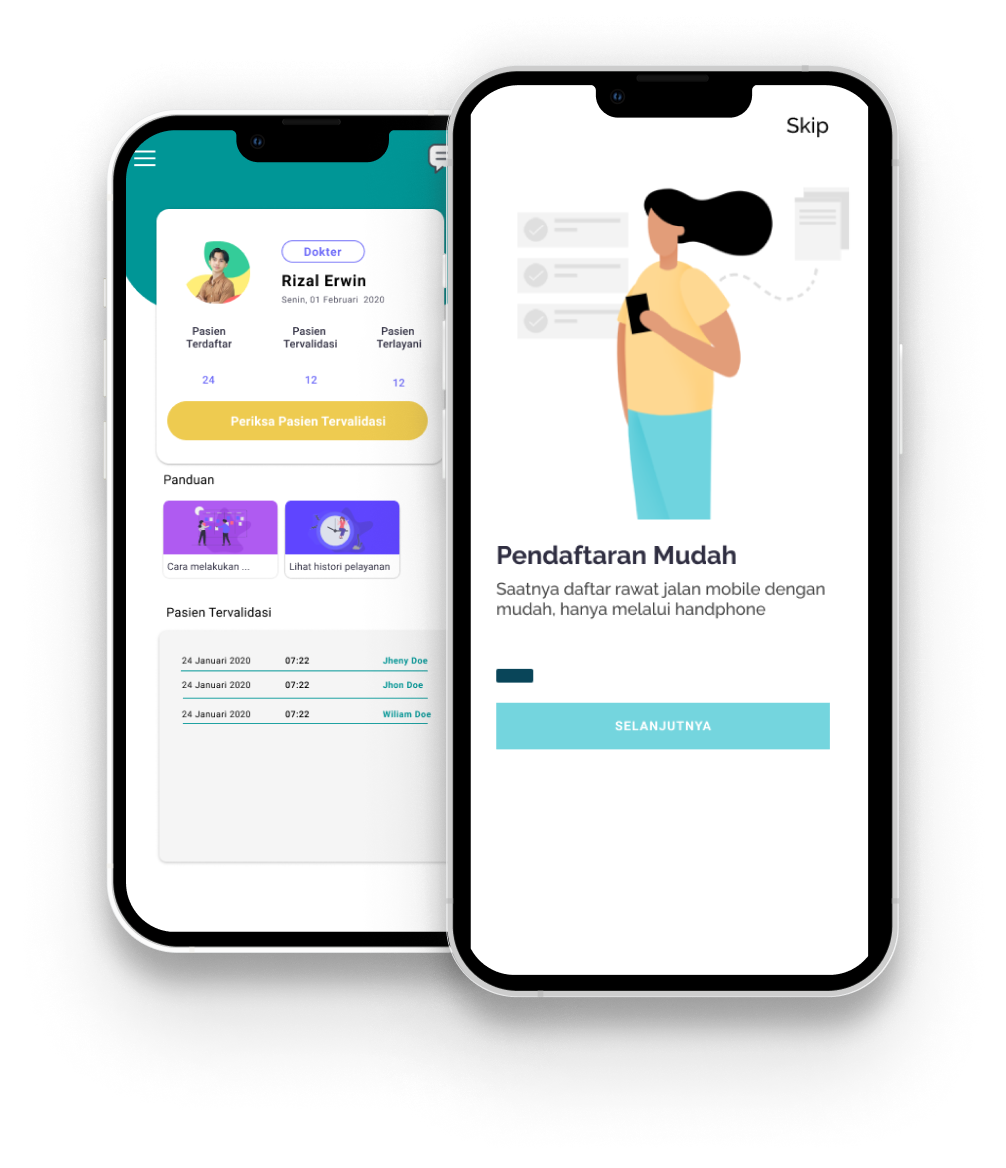 Dokter
Rizal Erwin
Senin, 01 Februari 2020
Pasien Terdaftar
Pasien Tervalidasi
Pasien Terlayani
24
12
12
Periksa Pasien Tervalidasi
Panduan
Cara melakukan ...
Lihat histori pelayanan
Pasien Tervalidasi
24 Januari 2020 07:22 Jheny Doe
24 Januari 2020 07:22 Jhon Doe
24 Januari 2020 07:22 Wiliam Doe
Skip
Pendaftaran Mudah
Saatnya daftar rawat jalan mobile dengan
mudah, hanya melalui handphone
SELANJUTNYA